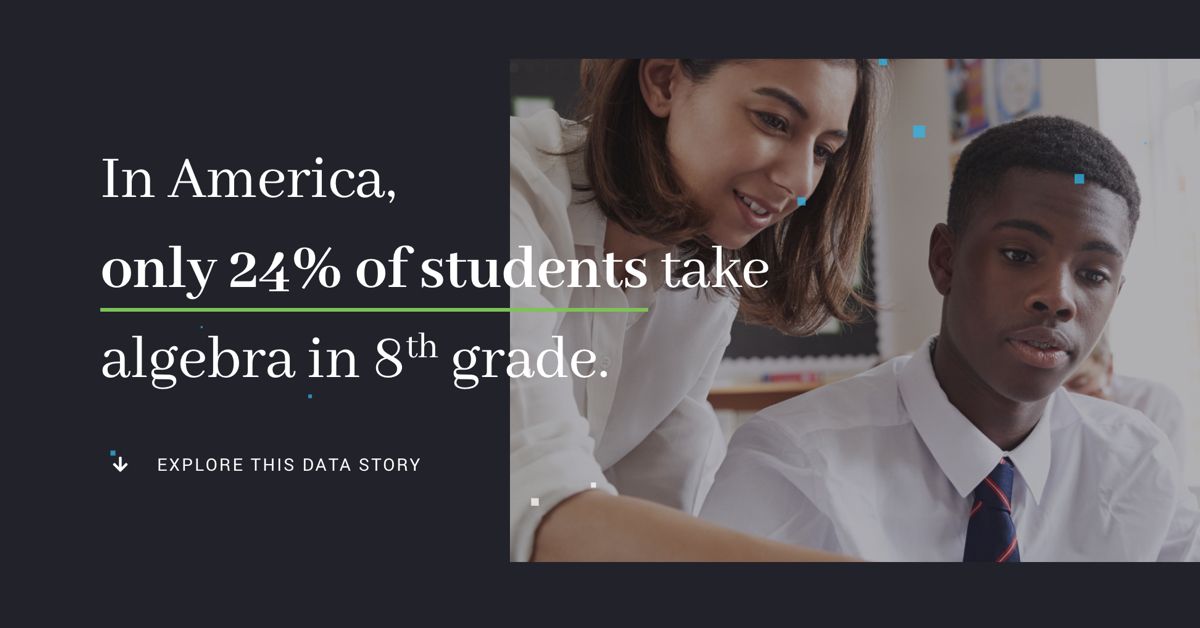 In America,
only 24% of students take
algebra in 8th grade.
EXPLORE THIS DATA STORY